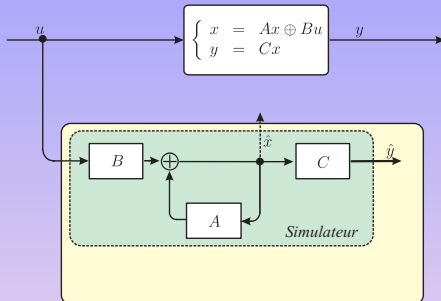 u
{ x = Ax ⊕ Bu
y = Cx
y
x̂
B
⊕
C
ŷ
A
Simulateur